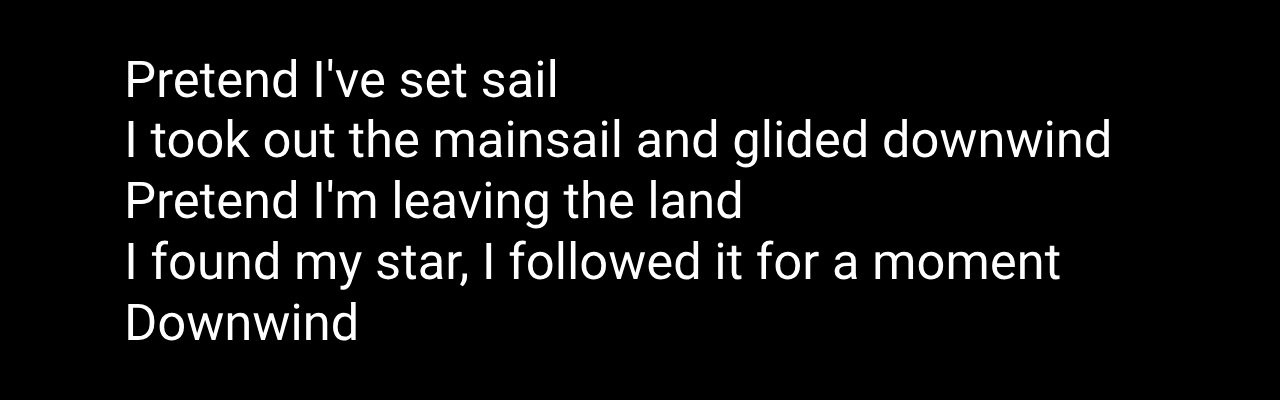 Pretend I've set sail
I took out the mainsail and glided downwind
Pretend I'm leaving the land
I found my star, I followed it for a moment
Downwind